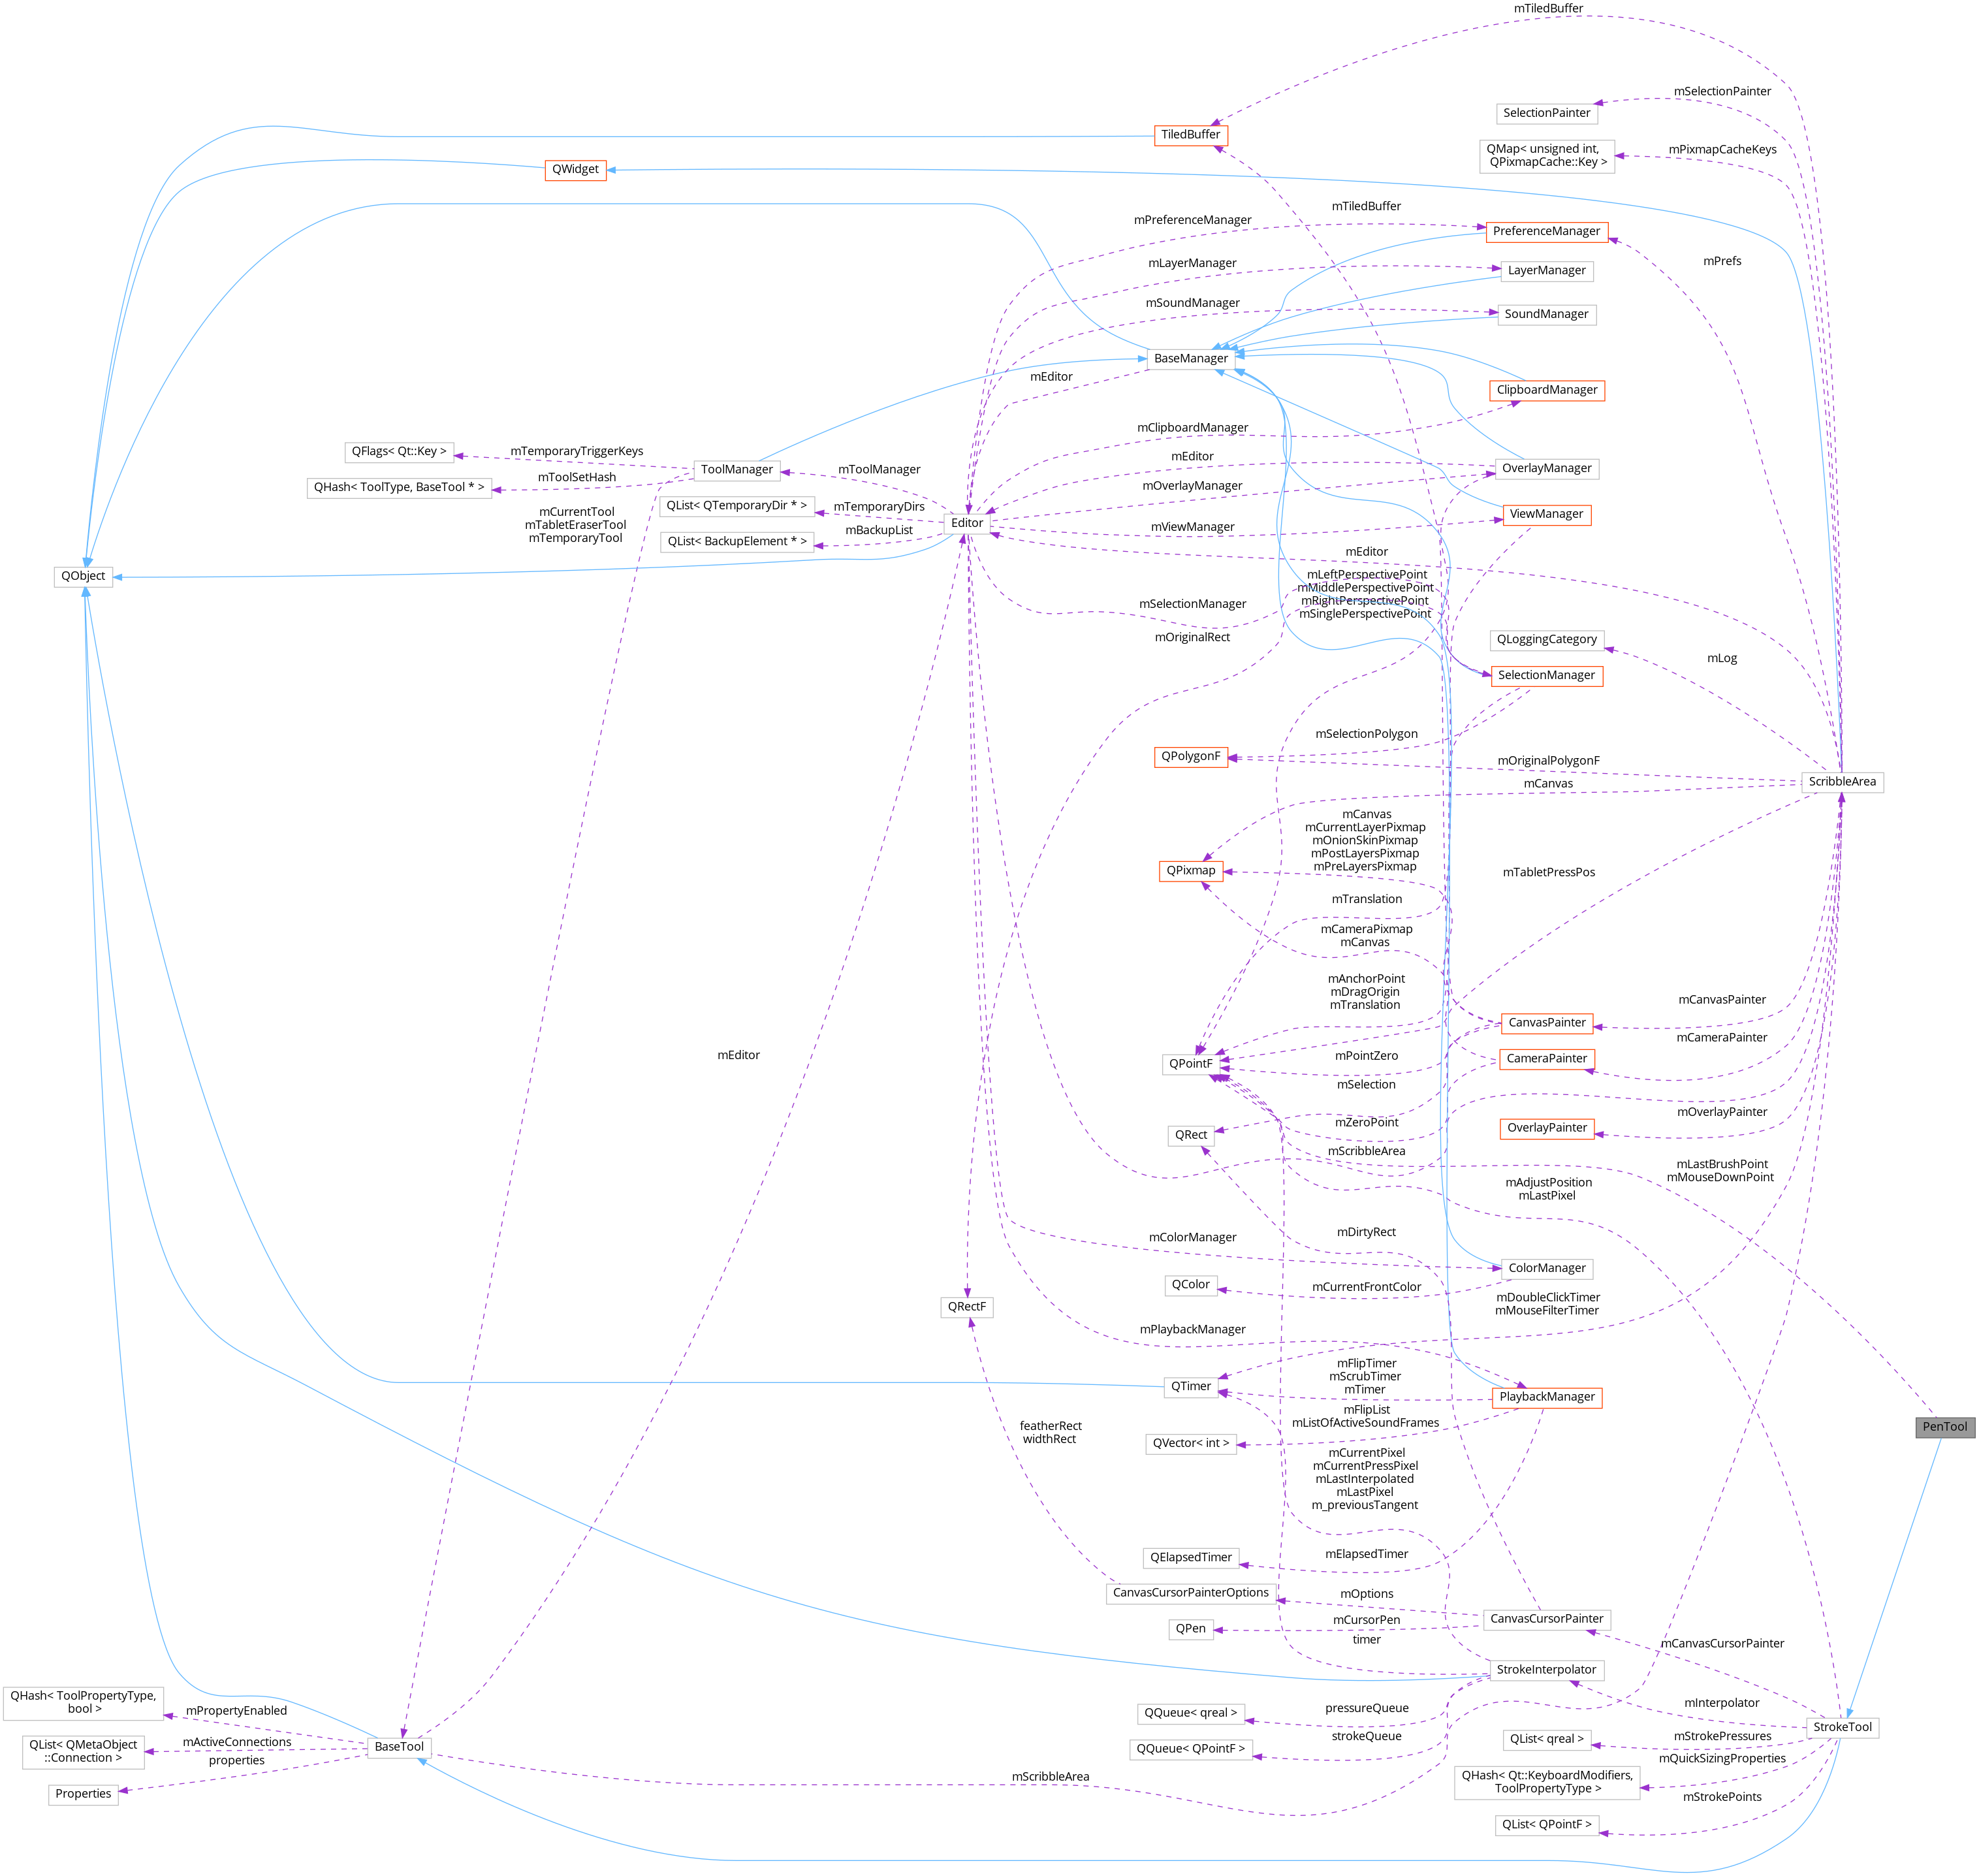 mTiledBuffer
mSelectionPainter
SelectionPainter
TiledBuffer
QMap< unsigned int,
QPixmapCache::Key >
mPixmapCacheKeys
QWidget
mTiledBuffer
mPreferenceManager
PreferenceManager
mPrefs
mLayerManager
LayerManager
mSoundManager
SoundManager
BaseManager
mEditor
ClipboardManager
mClipboardManager
QFlags< Qt::Key >
mTemporaryTriggerKeys
ToolManager
mToolManager
mEditor
OverlayManager
QHash< ToolType, BaseTool * >
mToolSetHash
mOverlayManager
QList< QTemporaryDir * >
mTemporaryDirs
mCurrentTool
mTabletEraserTool
mTemporaryTool
Editor
mViewManager
ViewManager
QList< BackupElement * >
mBackupList
mEditor
QObject
mLeftPerspectivePoint
mMiddlePerspectivePoint
mRightPerspectivePoint
mSinglePerspectivePoint
mSelectionManager
mOriginalRect
QLoggingCategory
mLog
SelectionManager
mSelectionPolygon
QPolygonF
mOriginalPolygonF
ScribbleArea
mCanvas
mCanvas
mCurrentLayerPixmap
mOnionSkinPixmap
mPostLayersPixmap
mPreLayersPixmap
QPixmap
mTabletPressPos
mTranslation
mCameraPixmap
mCanvas
mAnchorPoint
mDragOrigin
mTranslation
mCanvasPainter
CanvasPainter
mCameraPainter
CameraPainter
mEditor
mPointZero
QPointF
mSelection
mOverlayPainter
OverlayPainter
mZeroPoint
QRect
mScribbleArea
mLastBrushPoint
mMouseDownPoint
mAdjustPosition
mLastPixel
mDirtyRect
mColorManager
ColorManager
QColor
mCurrentFrontColor
QRectF
mDoubleClickTimer
mMouseFilterTimer
mPlaybackManager
mFlipTimer
mScrubTimer
mTimer
QTimer
PlaybackManager
mFlipList
mListOfActiveSoundFrames
featherRect
widthRect
PenTool
QVector< int >
mCurrentPixel
mCurrentPressPixel
mLastInterpolated
mLastPixel
m_previousTangent
QElapsedTimer
mElapsedTimer
CanvasCursorPainterOptions
mOptions
CanvasCursorPainter
QPen
mCursorPen
timer
mCanvasCursorPainter
StrokeInterpolator
QHash< ToolPropertyType,
bool >
mPropertyEnabled
QQueue< qreal >
pressureQueue
mInterpolator
StrokeTool
QList< QMetaObject
::Connection >
mActiveConnections
BaseTool
QQueue< QPointF >
strokeQueue
QList< qreal >
mStrokePressures
properties
mQuickSizingProperties
QHash< Qt::KeyboardModifiers,
ToolPropertyType >
mScribbleArea
Properties
mStrokePoints
QList< QPointF >